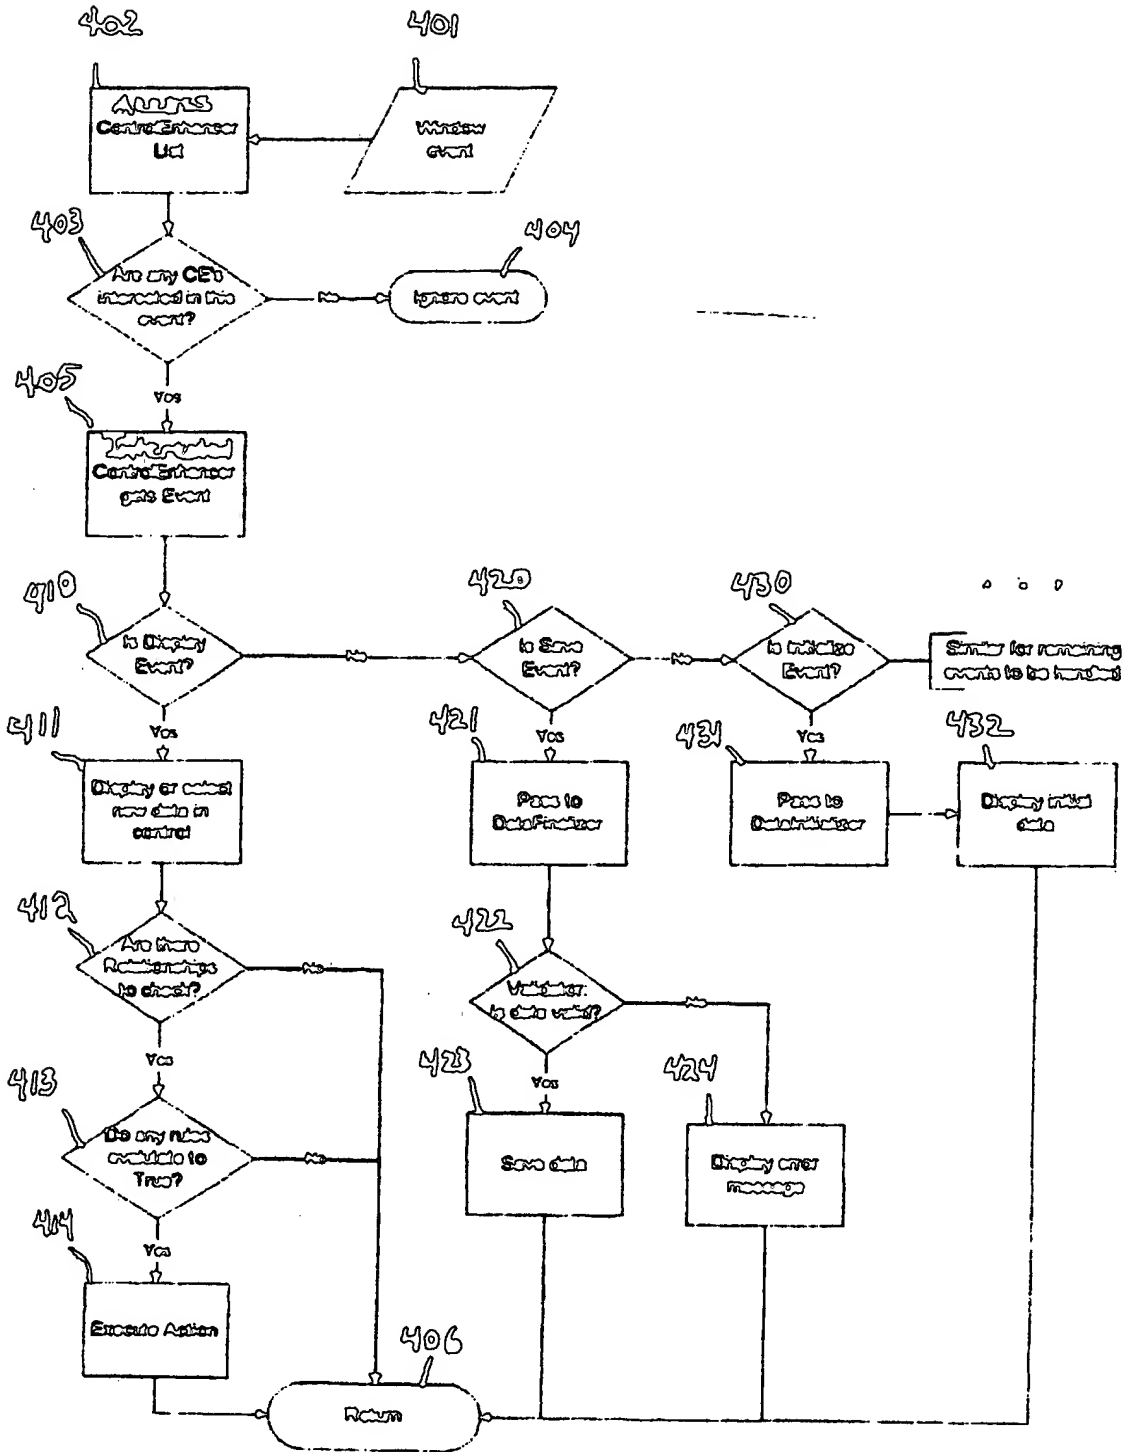 402
401
Access
ControlEnhancer
List
Window
event
403
404
Are any CE's
interested in this
event?
No
Ignore event
405
Yes
ControlEnhancer
gets Event
410
420
430
Is Display
Event?
No
Is Save
Event?
No
Is Initialize
Event?
Similar for remaining
events to be handled
411
Yes
421
Yes
431
Yes
432
Display or select
new data in
control
Pass to
DataFinalizer
Pass to
DataInitializer
Display initial
data
412
422
Are there
Relationships
to check?
No
Validator:
Is data valid?
No
Yes
423
Yes
424
413
Do any rules
evaluate to
True?
No
Save data
Display error
message
414
Yes
Execute Action
406
Return